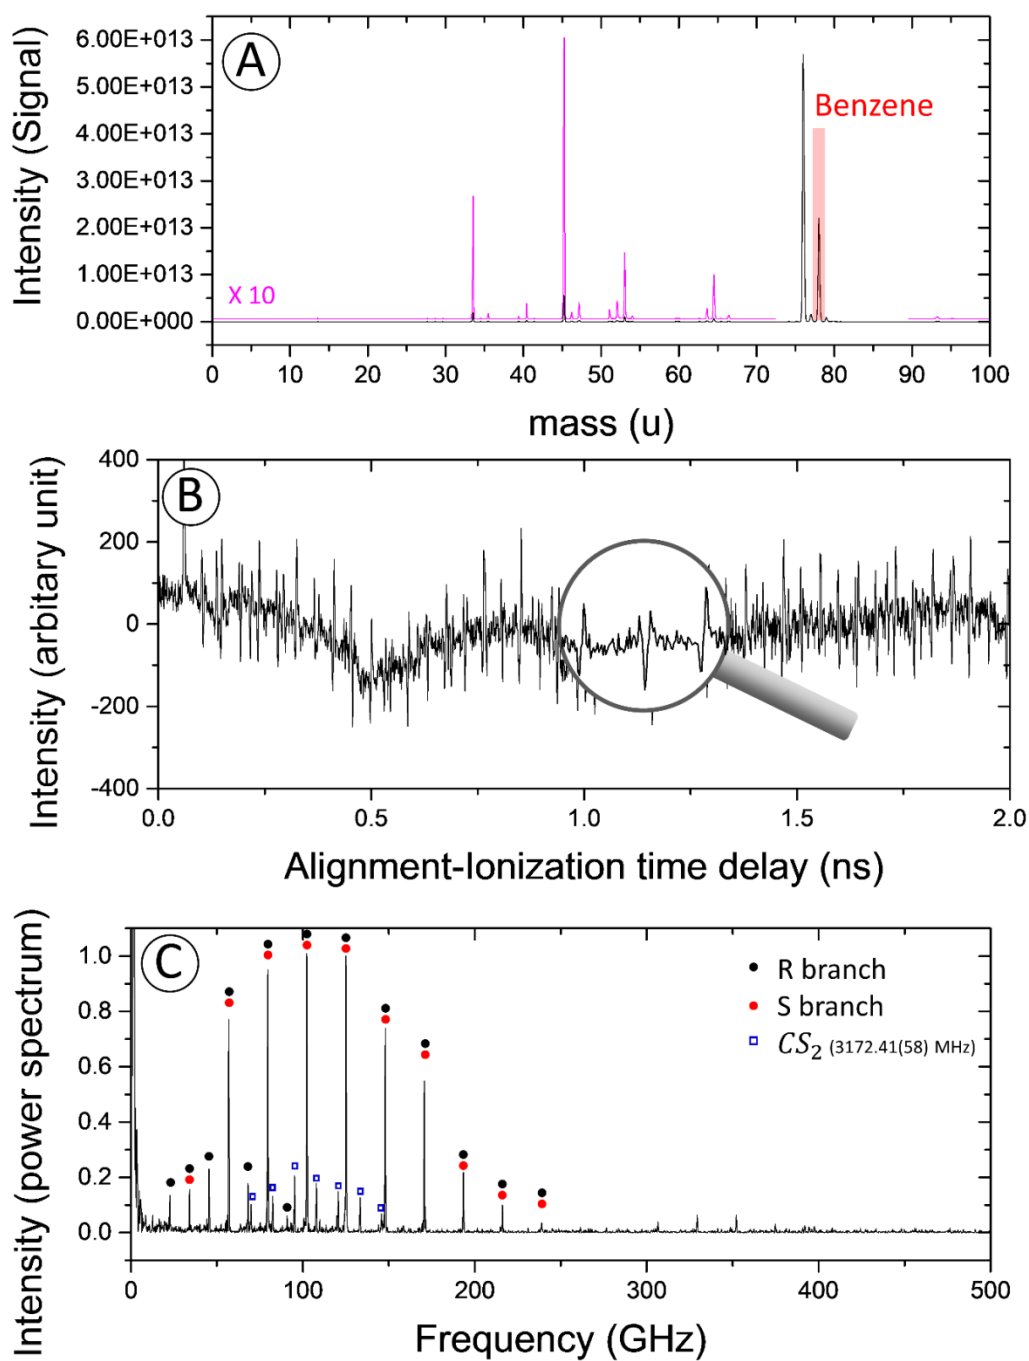 A
Intensity (Signal)
6.00E+013
5.00E+013
4.00E+013
3.00E+013
2.00E+013
1.00E+013
0.00E+000
Benzene
X 10
0 10 20 30 40 50 60 70 80 90 100
mass (u)
B
Intensity (arbitary unit)
400
200
0
-200
-400
0.0 0.5 1.0 1.5 2.0
Alignment-Ionization time delay (ns)
C
Intensity (power spectrum)
1.0
0.8
0.6
0.4
0.2
0.0
R branch
S branch
CS₂ (3172.41(58) MHz)
0 100 200 300 400 500
Frequency (GHz)